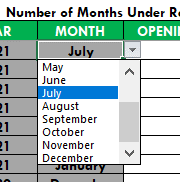 Number of Months Under Re
AR MONTH OPENI
21 July
21 May
21 June
21 July
21 August
21 September
21 October
21 November
21 December
21 January